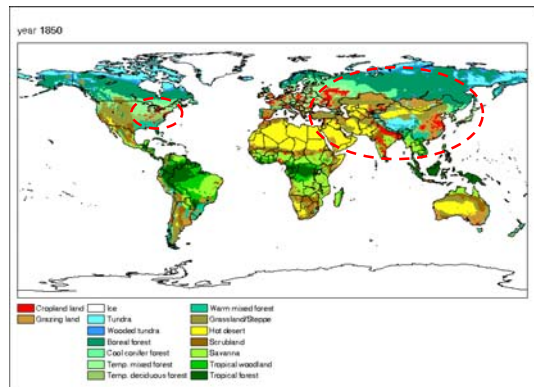 year 1850
Cropland land
Grazing land
Ice
Tundra
Wooded tundra
Boreal forest
Cool conifer forest
Temp. mixed forest
Temp. deciduous forest
Warm mixed forest
Grassland/Steppe
Hot desert
Scrubland
Savanna
Tropical woodland
Tropical forest